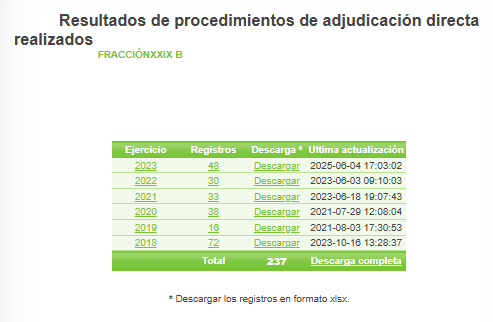 Resultados de procedimientos de adjudicación directa
realizados
FRACCIÓNXXIX B
Ejercicio Registros Descarga * Ultima actualización
2023 48 Descargar 2025-06-04 17:03:02
2022 30 Descargar 2023-06-03 09:10:03
2021 33 Descargar 2023-06-18 19:07:43
2020 38 Descargar 2021-07-29 12:08:04
2019 16 Descargar 2021-08-03 17:30:53
2018 72 Descargar 2023-10-16 13:28:37
Total 237 Descarga completa
* Descargar los registros en formato xlsx.